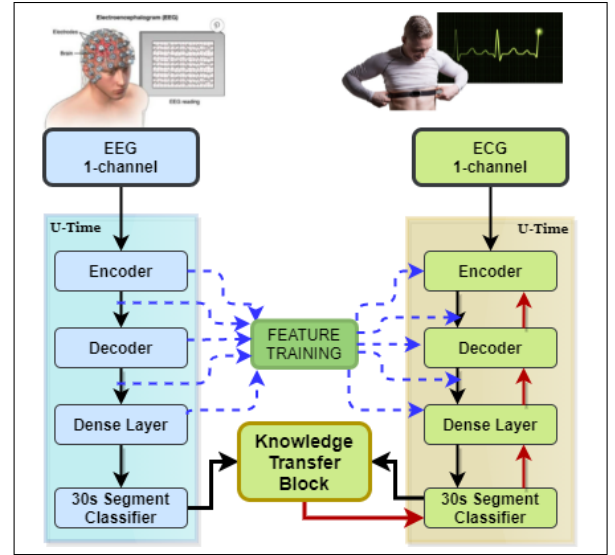 Electroencephalogram (EEG)
Electrodes
Brain
EEG reading
EEG
1-channel
ECG
1-channel
U-Time
U-Time
Encoder
Encoder
Decoder
FEATURE
TRAINING
Decoder
Dense Layer
Dense Layer
Knowledge
Transfer
Block
30s Segment
Classifier
30s Segment
Classifier